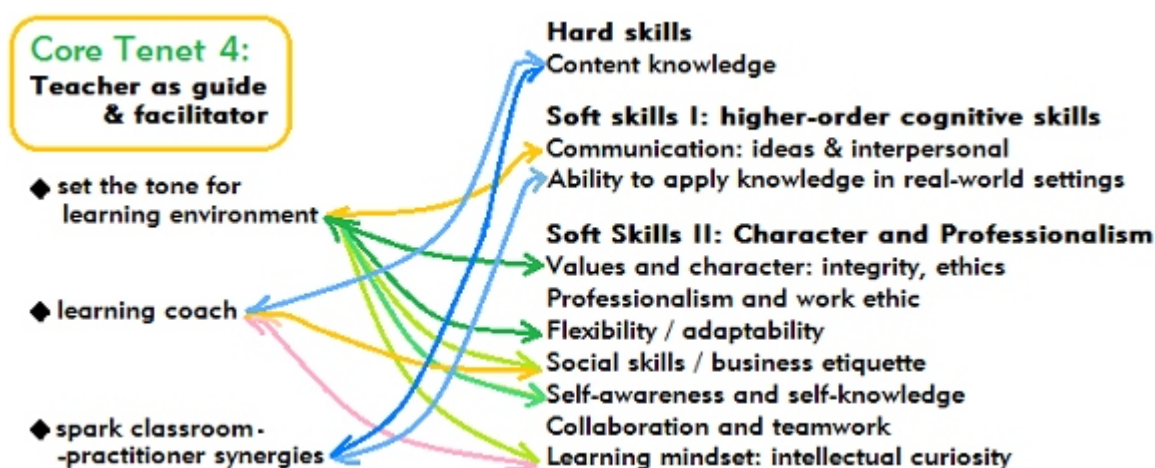 Core Tenet 4:
Teacher as guide
& facilitator
◆ set the tone for
learning environment
◆ learning coach
◆ spark classroom-
-practitioner synergies
Hard skills
Content knowledge
Soft skills I: higher-order cognitive skills
Communication: ideas & interpersonal
Ability to apply knowledge in real-world settings
Soft Skills II: Character and Professionalism
Values and character: integrity, ethics
Professionalism and work ethic
Flexibility / adaptability
Social skills / business etiquette
Self-awareness and self-knowledge
Collaboration and teamwork
Learning mindset: intellectual curiosity